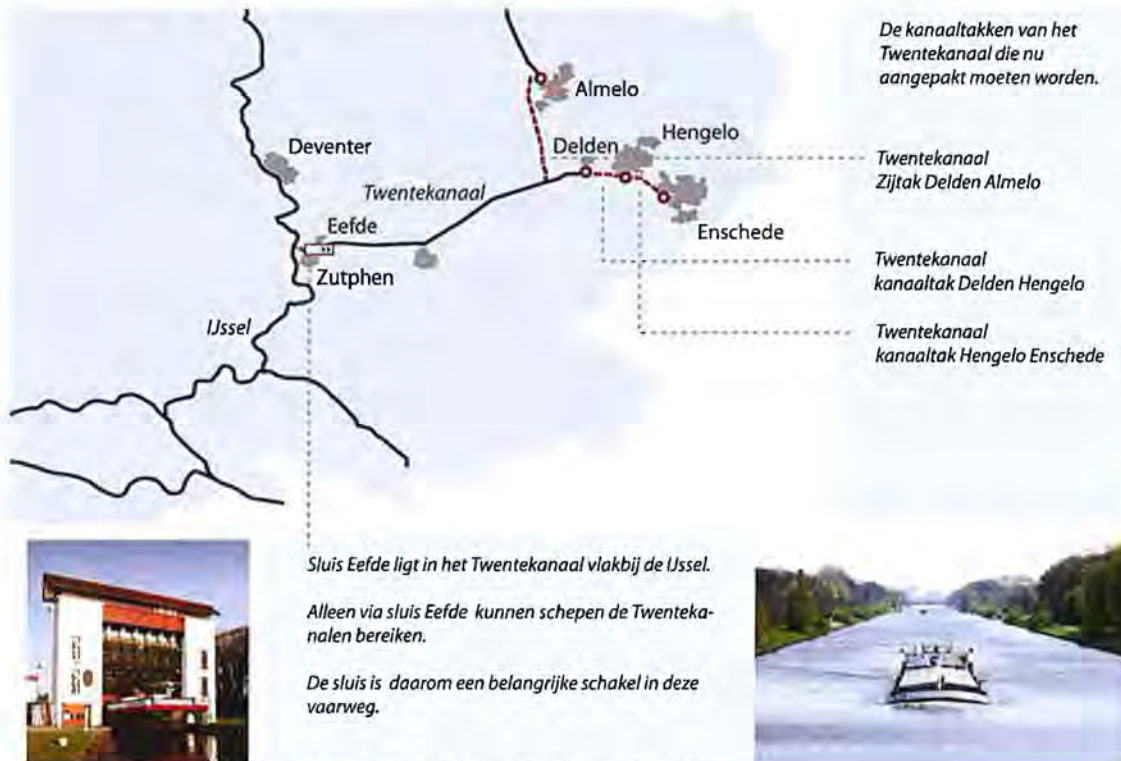 De kanaaltakken van het
Twentekanaal die nu
aangepakt moeten worden.
Almelo
Hengelo
Delden
Deventer
Twentekanaal
Zijtak Delden Almelo
Twentekanaal
Enschede
Eefde
Zutphen
Twentekanaal
kanaaltak Delden Hengelo
IJssel
Twentekanaal
kanaaltak Hengelo Enschede
Sluis Eefde ligt in het Twentekanaal vlakbij de IJssel.
Alleen via sluis Eefde kunnen schepen de Twenteka-
nalen bereiken.
De sluis is daarom een belangrijke schakel in deze
vaarweg.